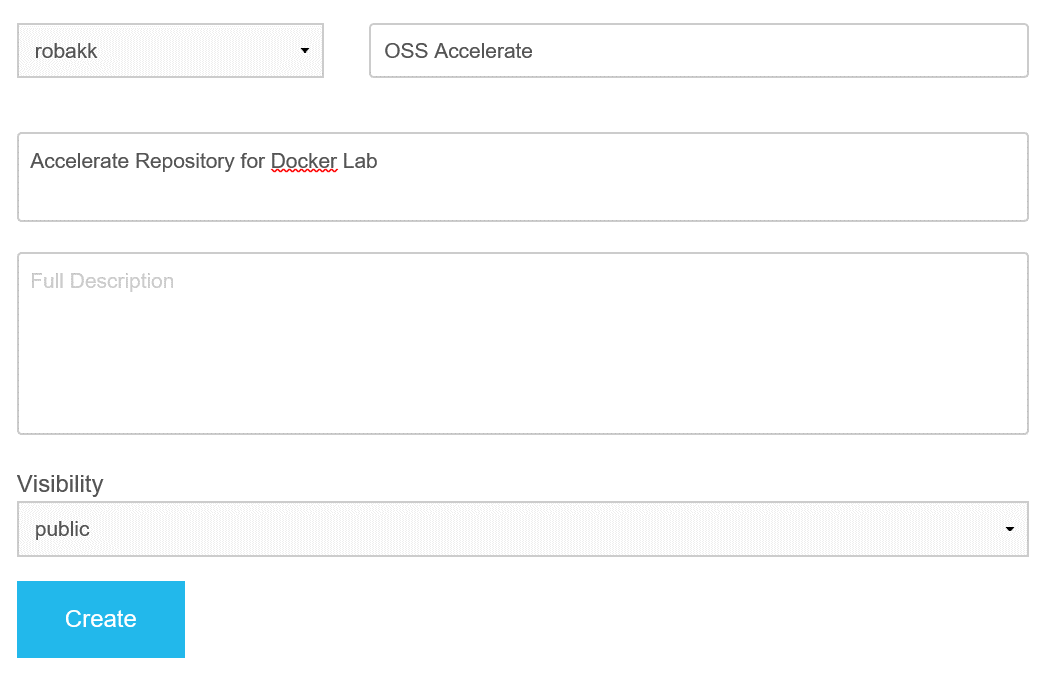 robakk
OSS Accelerate
Accelerate Repository for Docker Lab
Full Description
Visibility
public
Create